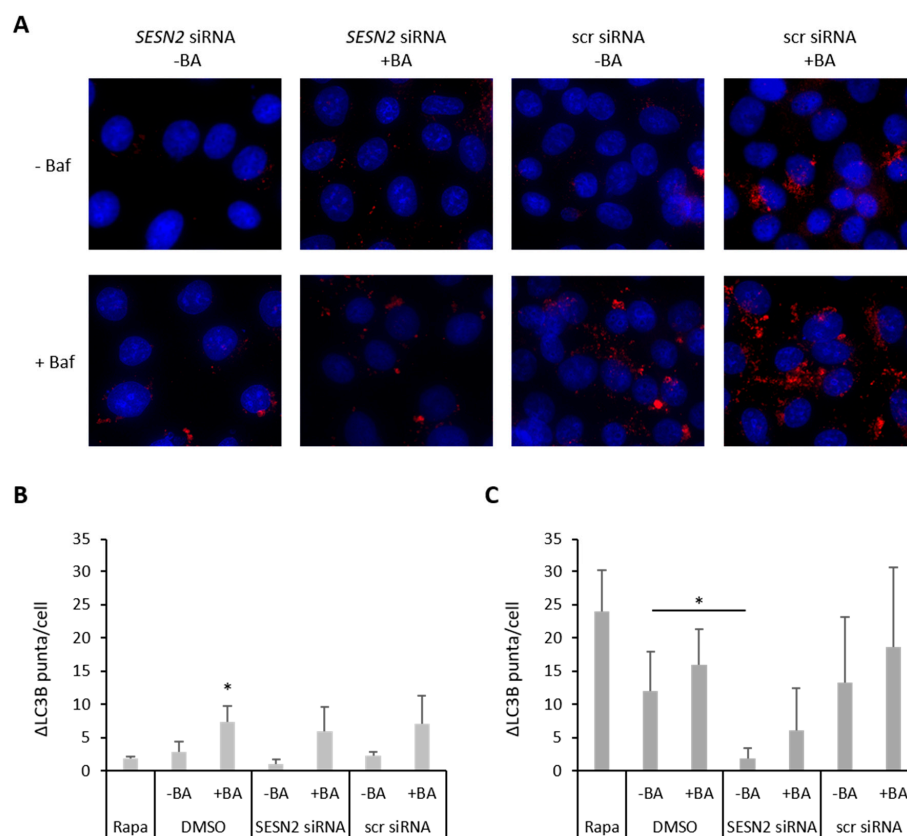 A
SESN2 siRNA
-BA
SESN2 siRNA
+BA
scr siRNA
-BA
scr siRNA
+BA
- Baf
+ Baf
B
ΔLC3B punta/cell
35
30
25
20
15
10
5
0
*
-BA +BA -BA +BA -BA +BA
Rapa DMSO SESN2 siRNA scr siRNA
C
ΔLC3B punta/cell
35
30
25
20
15
10
5
0
*
-BA +BA -BA +BA -BA +BA
Rapa DMSO SESN2 siRNA scr siRNA